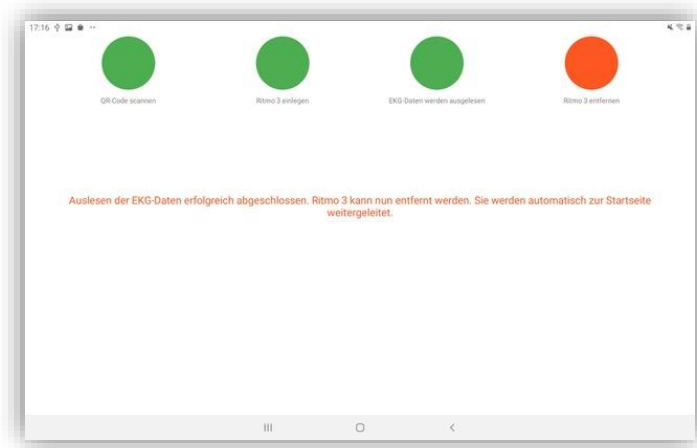 17:16
QR-Code scannen
Ritmo 3 einlegen
EKG-Daten werden ausgelesen
Ritmo 3 entfernen
Auslesen der EKG-Daten erfolgreich abgeschlossen. Ritmo 3 kann nun entfernt werden. Sie werden automatisch zur Startseite
weitergeleitet.